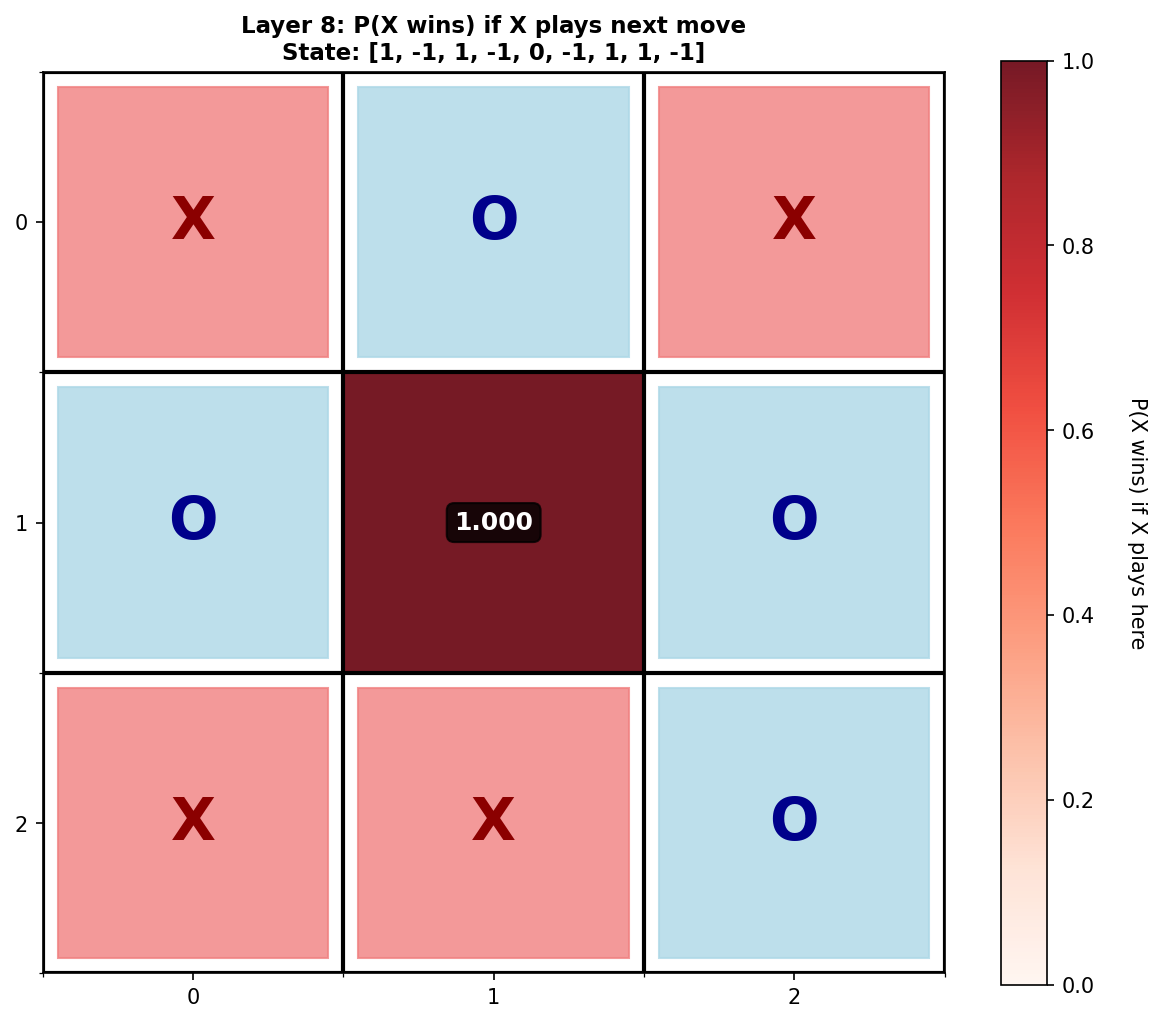 Layer 8: P(X wins) if X plays next move
State: [1, -1, 1, -1, 0, -1, 1, 1, -1]
1.0
0
X
O
X
0.8
0.6
1
O
1.000
O
P(X wins) if X plays here
0.4
2
X
X
O
0.2
0.0
0
1
2